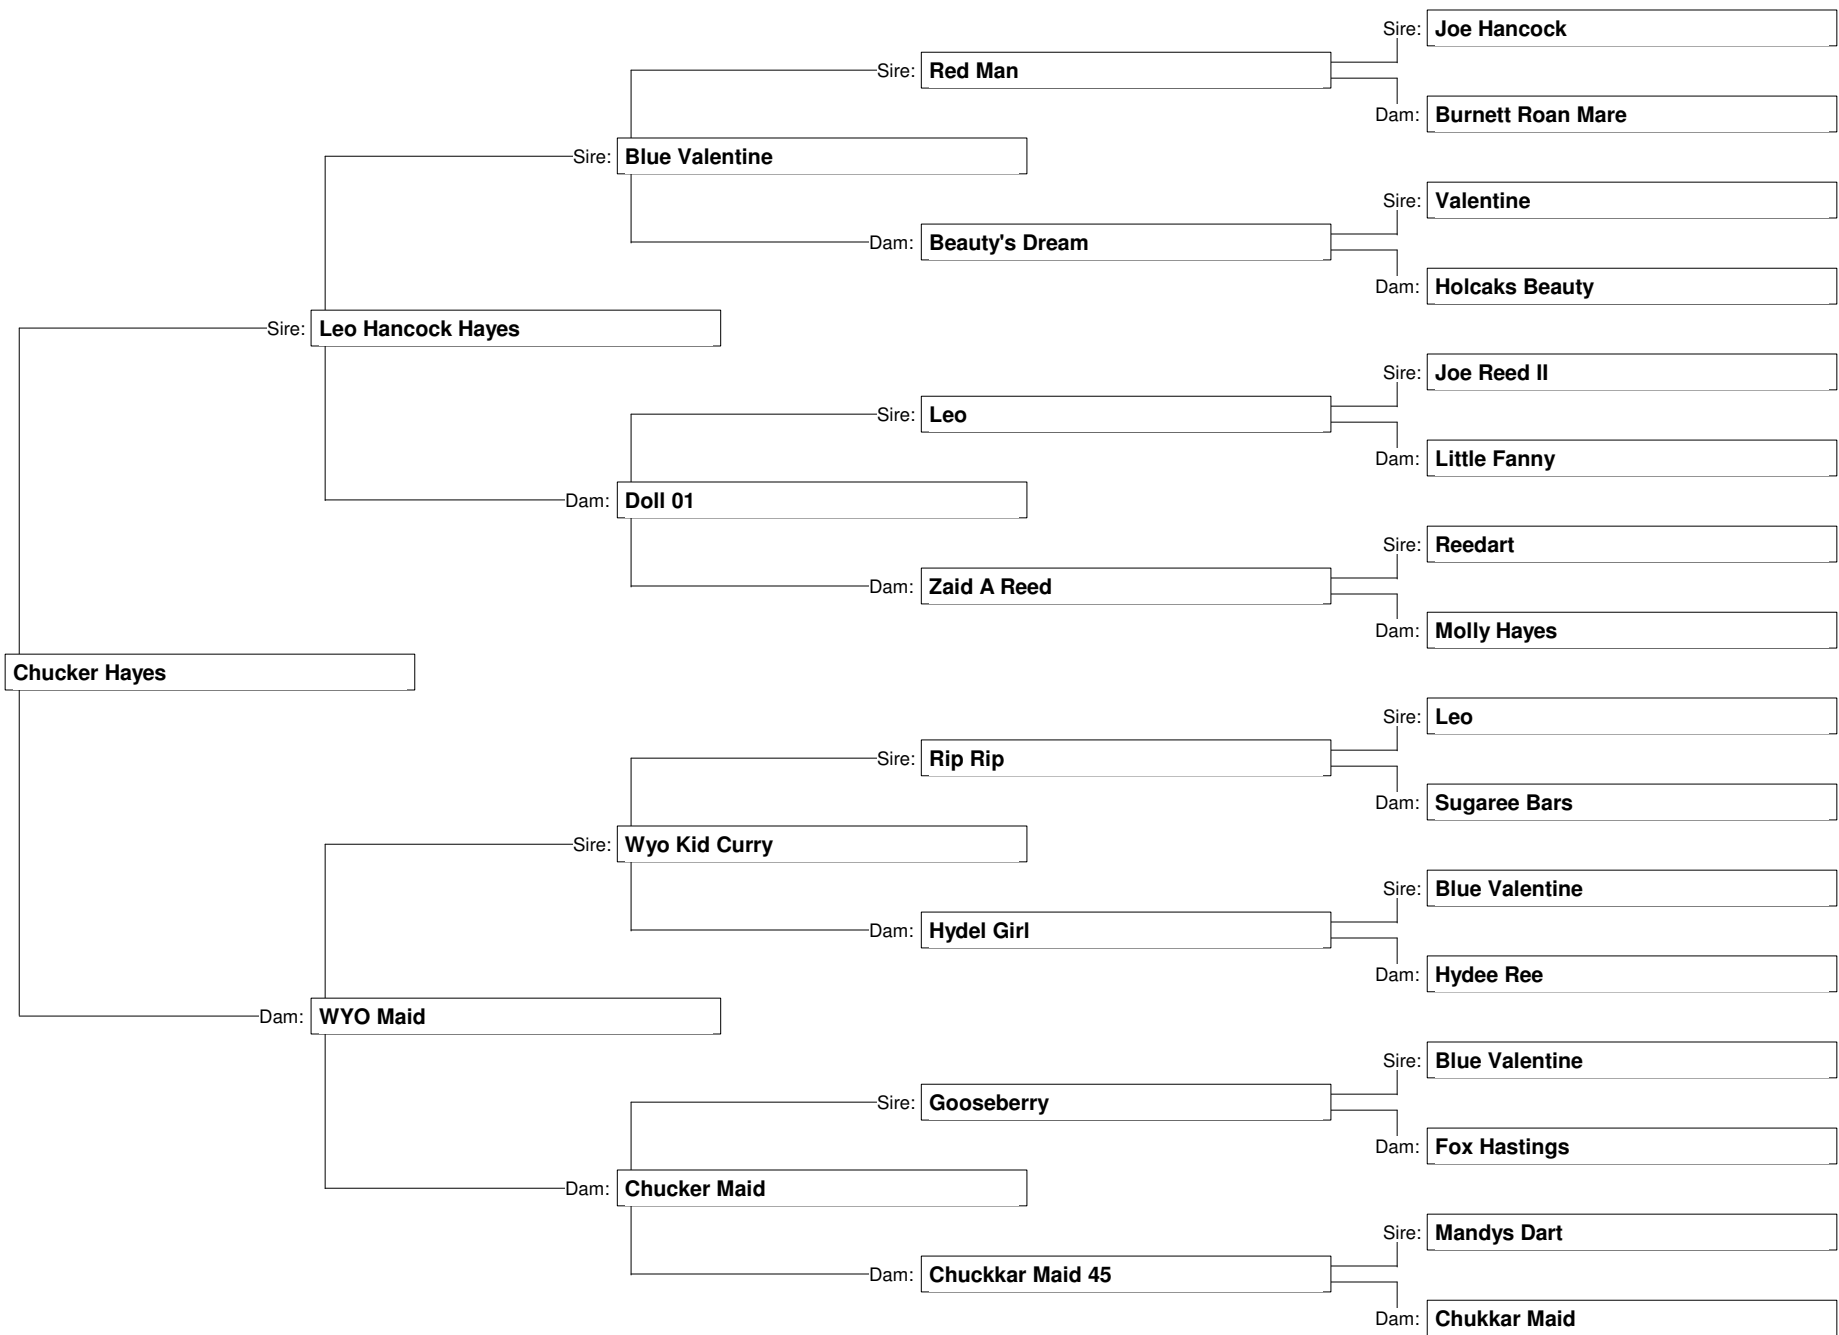 Sire: Joe Hancock
Sire: Red Man
Dam: Burnett Roan Mare
Sire: Blue Valentine
Sire: Valentine
Dam: Beauty's Dream
Dam: Holcaks Beauty
Sire: Leo Hancock Hayes
Sire: Joe Reed II
Sire: Leo
Dam: Little Fanny
Dam: Doll 01
Sire: Reedart
Dam: Zaid A Reed
Dam: Molly Hayes
Chucker Hayes
Sire: Leo
Sire: Rip Rip
Dam: Sugaree Bars
Sire: Wyo Kid Curry
Sire: Blue Valentine
Dam: Hydel Girl
Dam: Hydee Ree
Dam: WYO Maid
Sire: Blue Valentine
Sire: Gooseberry
Dam: Fox Hastings
Dam: Chucker Maid
Sire: Mandys Dart
Dam: Chuckkar Maid 45
Dam: Chukkar Maid